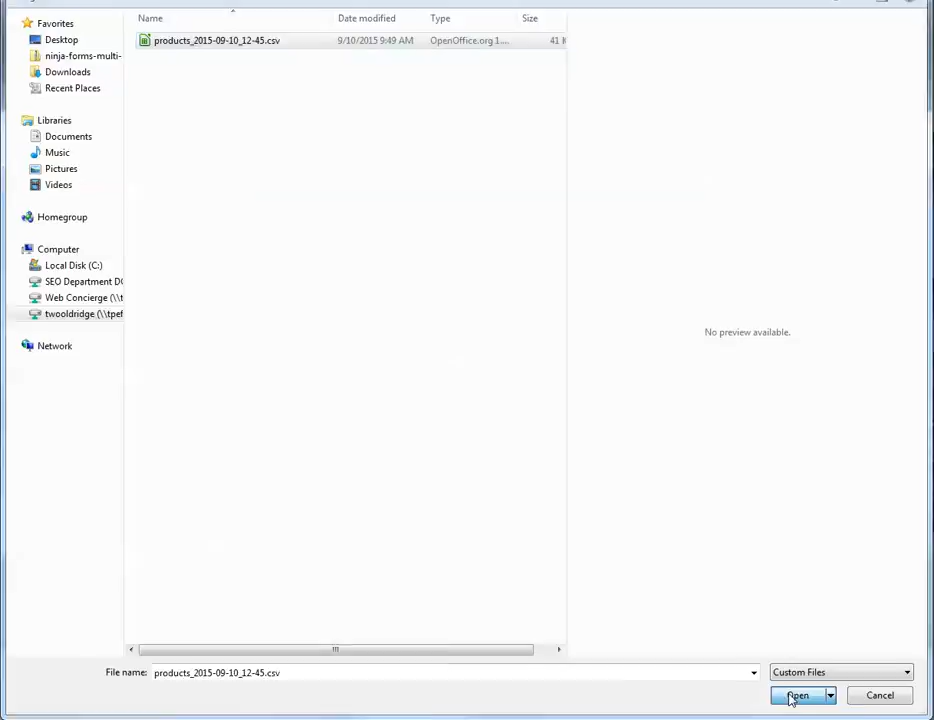 Name
Date modified
Type
Size
Favorites
Desktop
ninja-forms-multi-
Downloads
Recent Places
Libraries
Documents
Music
Pictures
Videos
Homegroup
Computer
Local Disk (C:)
SEO Department DO
Web Concierge (\\t
twooldridge (\\tpef
Network
products_2015-09-10_12-45.csv
9/10/2015 9:49 AM
OpenOffice.org 1....
41 K
No preview available.
File name:
products_2015-09-10_12-45.csv
Custom Files
Open
Cancel